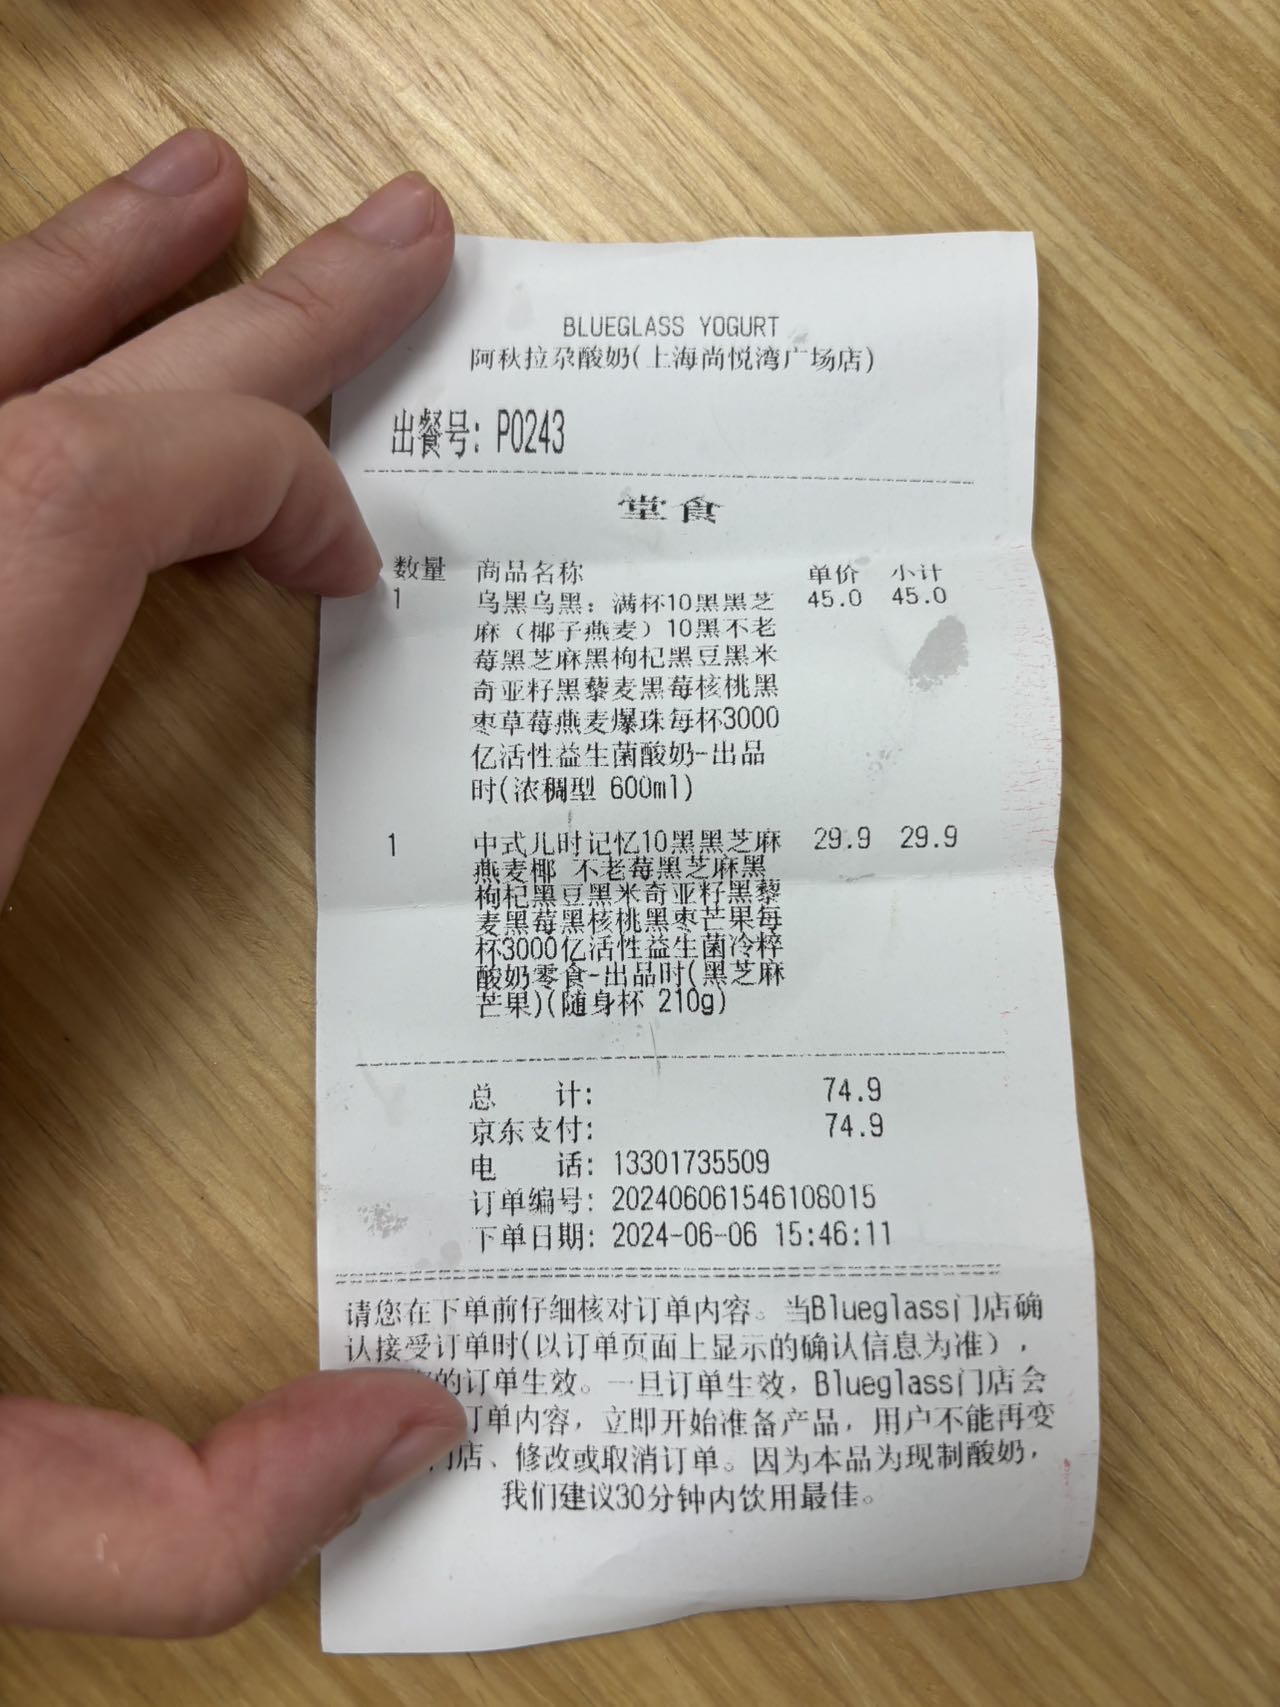 BLUEGLASS YOGURT
阿秋拉尕酸奶(上海尚悦湾广场店)
出餐号: P0243
堂食
数量 商品名称 单价 小计
1 乌黑乌黑：满杯10黑黑芝 45.0 45.0
麻（椰子燕麦）10黑不老
莓黑芝麻黑枸杞黑豆黑米
奇亚籽黑藜麦黑莓核桃黑
枣草莓燕麦爆珠每杯3000
亿活性益生菌酸奶-出品
时(浓稠型 600ml)
1 中式儿时记忆10黑黑芝麻 29.9 29.9
燕麦椰 不老莓黑芝麻黑
枸杞黑豆黑米奇亚籽黑藜
麦黑莓黑核桃黑枣芒果每
杯3000亿活性益生菌冷粹
酸奶零食-出品时(黑芝麻
芒果)(随身杯 210g)
总 计: 74.9
京东支付: 74.9
电 话: 13301735509
订单编号: 202406061546108015
下单日期: 2024-06-06 15:46:11
请您在下单前仔细核对订单内容。当Blueglass门店确
认接受订单时(以订单页面上显示的确认信息为准)，
的订单生效。一旦订单生效，Blueglass门店会
订单内容，立即开始准备产品，用户不能再变
门店、修改或取消订单。因为本品为现制酸奶，
我们建议30分钟内饮用最佳。